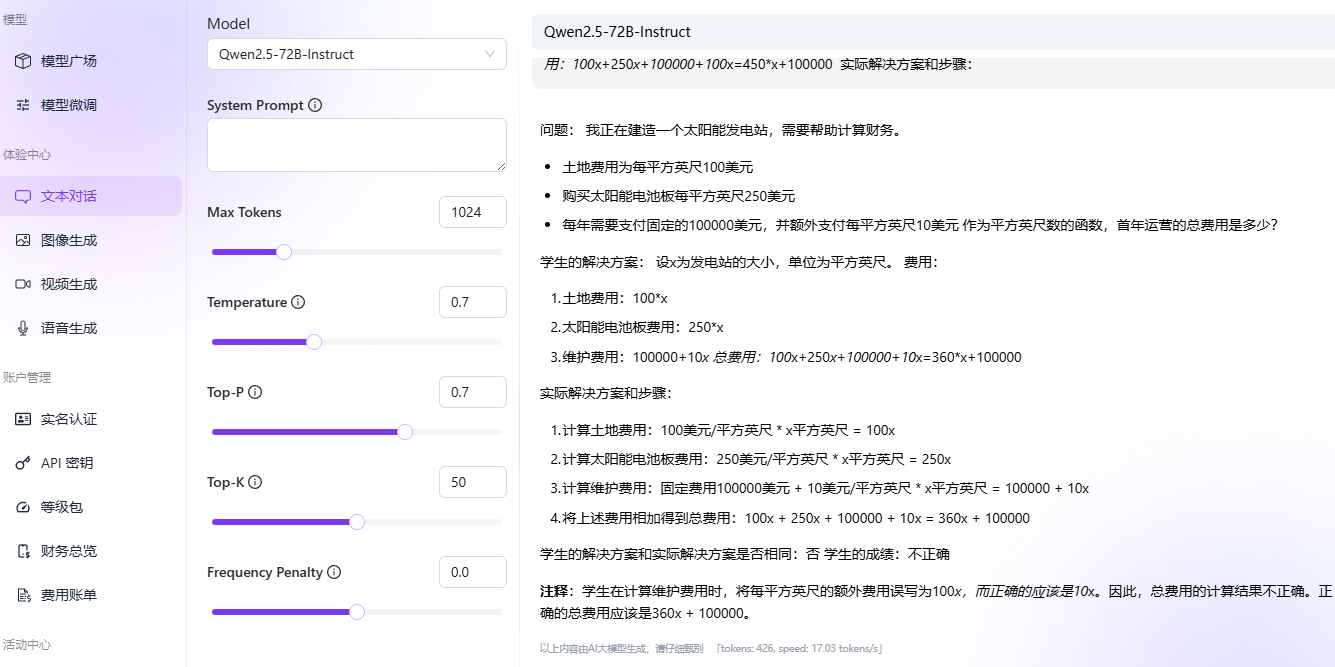 模型
模型广场
模型微调
体验中心
文本对话
图像生成
视频生成
语音生成
账户管理
实名认证
API 密钥
等级包
财务总览
费用账单
活动中心
Model
Qwen2.5-72B-Instruct
System Prompt
Max Tokens
1024
Temperature
0.7
Top-P
0.7
Top-K
50
Frequency Penalty
0.0
Qwen2.5-72B-Instruct
用：100x+250x+100000+100x=450*x+100000 实际解决方案和步骤：
问题： 我正在建造一个太阳能发电站，需要帮助计算财务。
• 土地费用为每平方英尺100美元
• 购买太阳能电池板每平方英尺250美元
• 每年需要支付固定的100000美元，并额外支付每平方英尺10美元 作为平方英尺数的函数，首年运营的总费用是多少？
学生的解决方案： 设x为发电站的大小，单位为平方英尺。 费用：
1.土地费用：100*x
2.太阳能电池板费用：250*x
3.维护费用：100000+10x 总费用：100x+250x+100000+10x=360*x+100000
实际解决方案和步骤：
1.计算土地费用：100美元/平方英尺 * x平方英尺 = 100x
2.计算太阳能电池板费用：250美元/平方英尺 * x平方英尺 = 250x
3.计算维护费用：固定费用100000美元 + 10美元/平方英尺 * x平方英尺 = 100000 + 10x
4.将上述费用相加得到总费用：100x + 250x + 100000 + 10x = 360x + 100000
学生的解决方案和实际解决方案是否相同：否 学生的成绩：不正确
注释：学生在计算维护费用时，将每平方英尺的额外费用误写为100x，而正确的应该是10x。因此，总费用的计算结果不正确。正
确的总费用应该是360x + 100000。
以上内容由AI大模型生成，请仔细甄别 「tokens: 426, speed: 17.03 tokens/s」